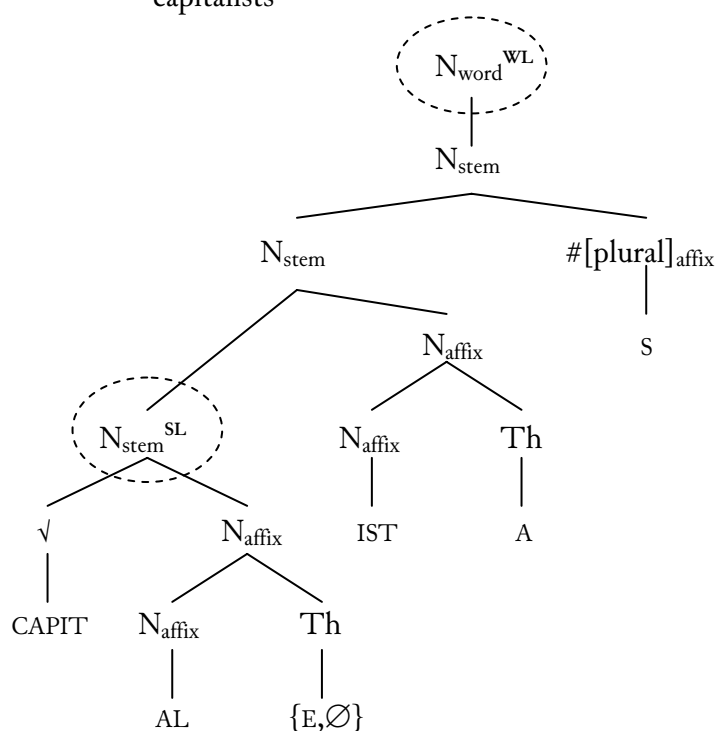 capitalists
N_word^WL
N_stem
N_stem #[plural]_affix
N_affix S
N_stem^SL N_affix Th
√ N_affix IST A
CAPIT N_affix Th
AL {E,∅}